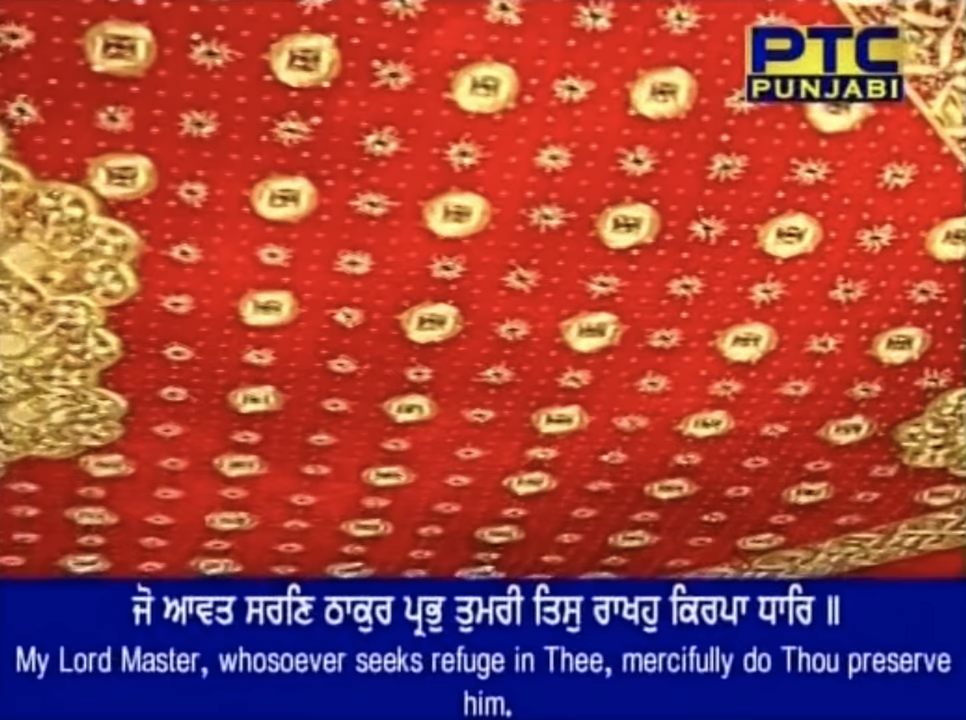 PTC
PUNJABI
ਜੋ ਆਵਤ ਸਰਣਿ ਠਾਕੁਰ ਪ੍ਰਭੁ ਤੁਮਰੀ ਤਿਸੁ ਰਾਖਹੁ ਕਿਰਪਾ ਧਾਰਿ ॥
My Lord Master, whosoever seeks refuge in Thee, mercifully do Thou preserve
him.